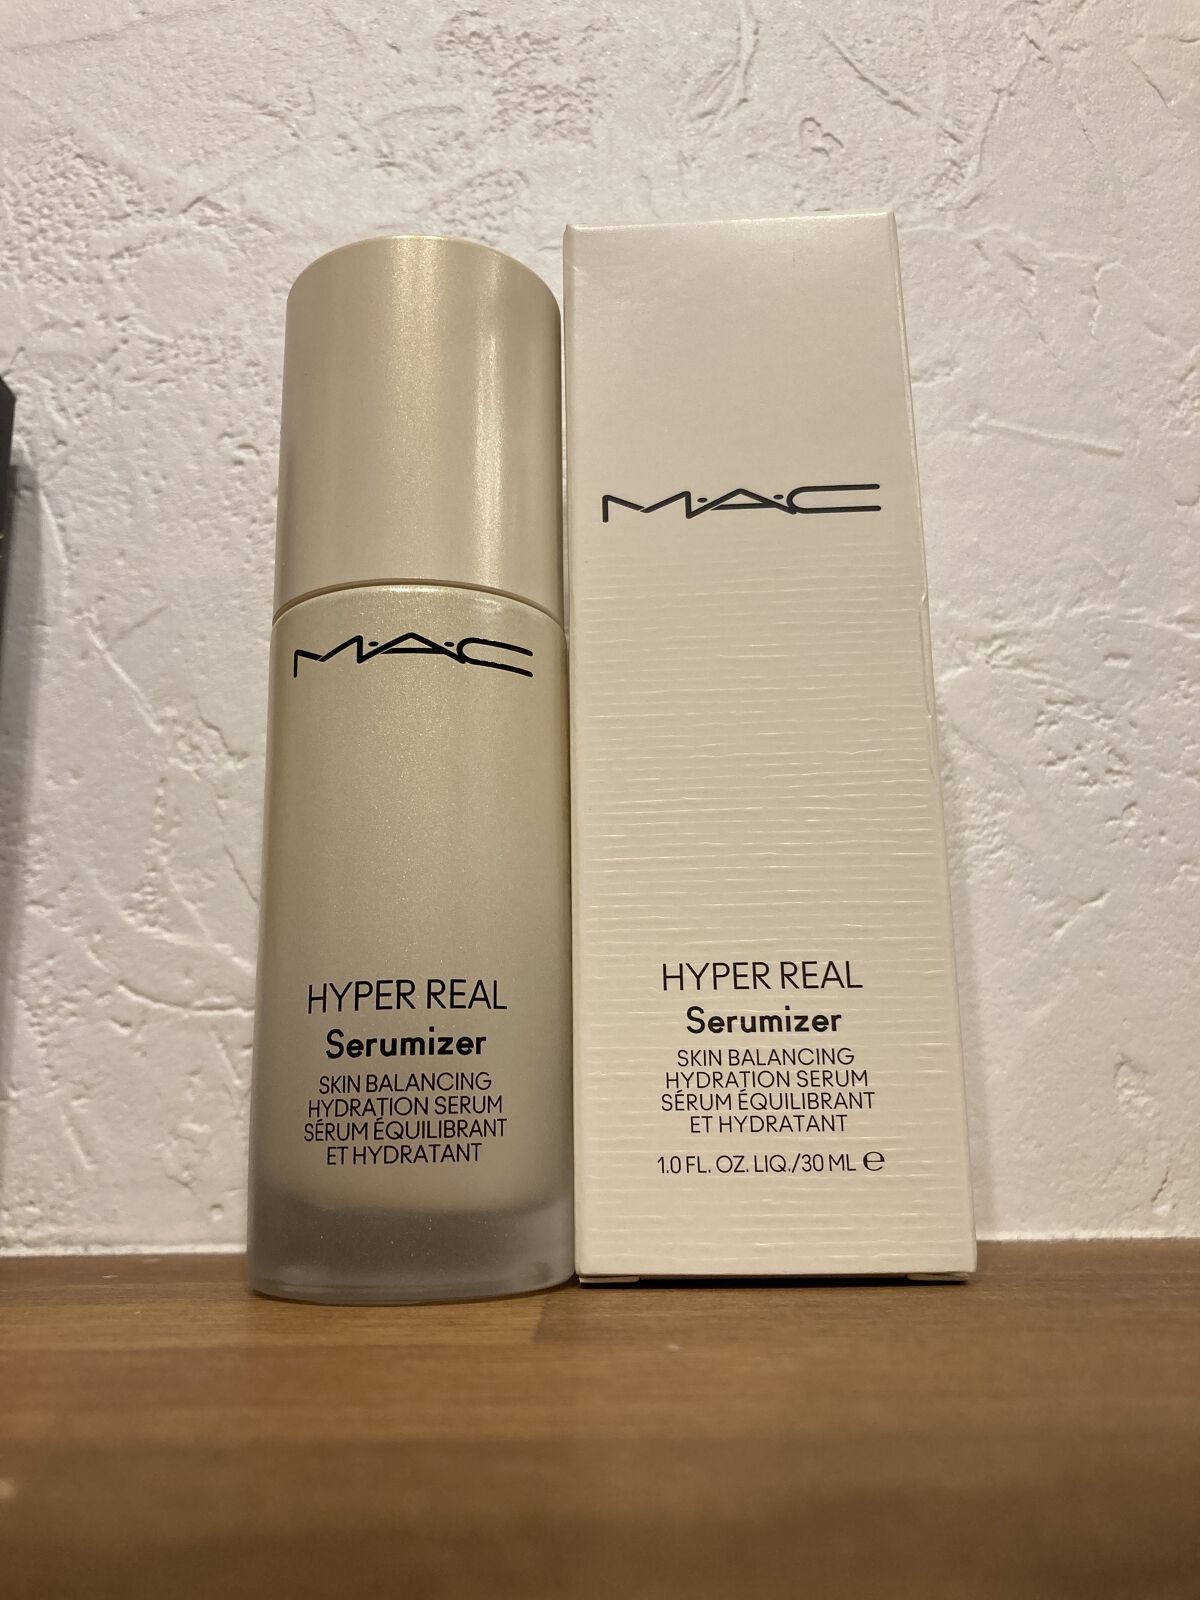 M·A·C
HYPER REAL
Serumizer
SKIN BALANCING
HYDRATION SERUM
SÉRUM ÉQUILIBRANT
ET HYDRATANT
M·A·C
HYPER REAL
Serumizer
SKIN BALANCING
HYDRATION SERUM
SÉRUM ÉQUILIBRANT
ET HYDRATANT
1.0 FL. OZ. LIQ./30 ML ℮